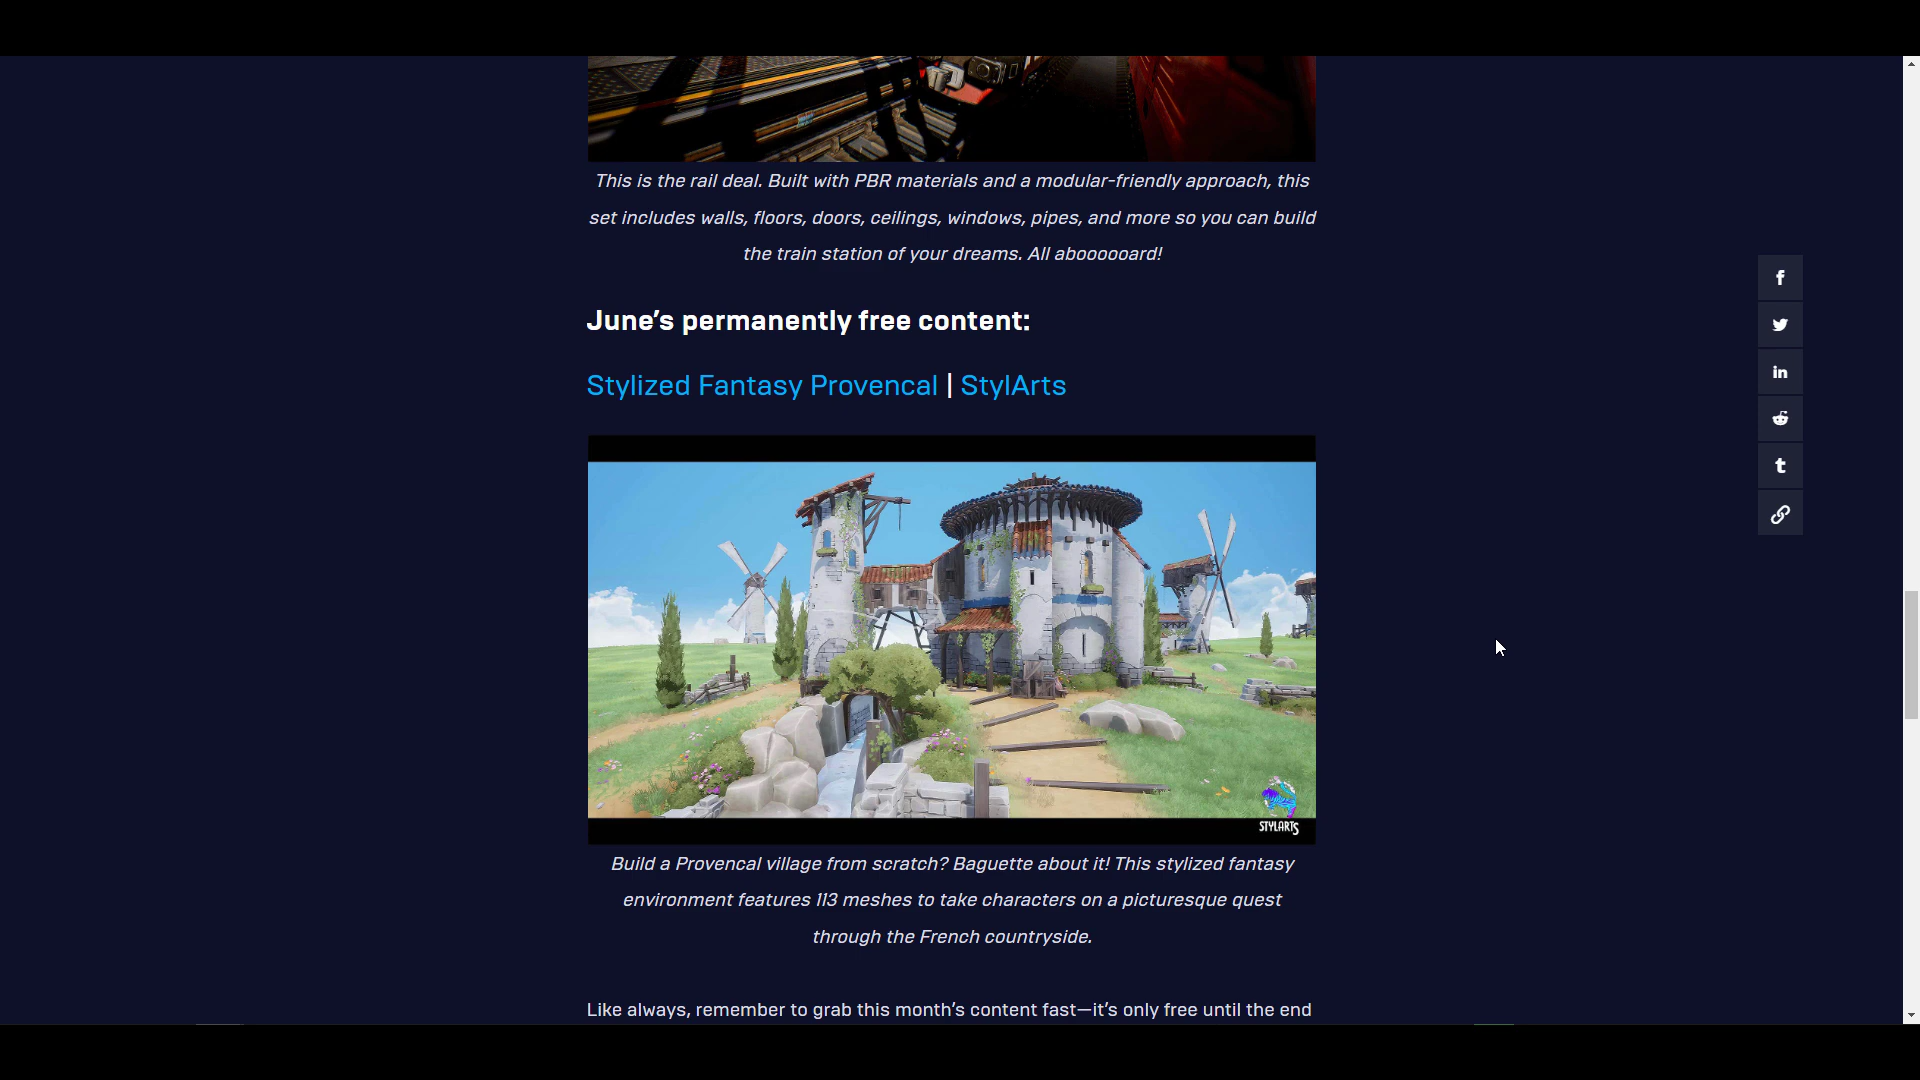 This is the rail deal. Built with PBR materials and a modular-friendly approach, this
set includes walls, floors, doors, ceilings, windows, pipes, and more so you can build
the train station of your dreams. All aboooooard!
June’s permanently free content:
Stylized Fantasy Provencal | StylArts
STYLARTS
Build a Provencal village from scratch? Baguette about it! This stylized fantasy
environment features 113 meshes to take characters on a picturesque quest
through the French countryside.
Like always, remember to grab this month’s content fast—it’s only free until the end